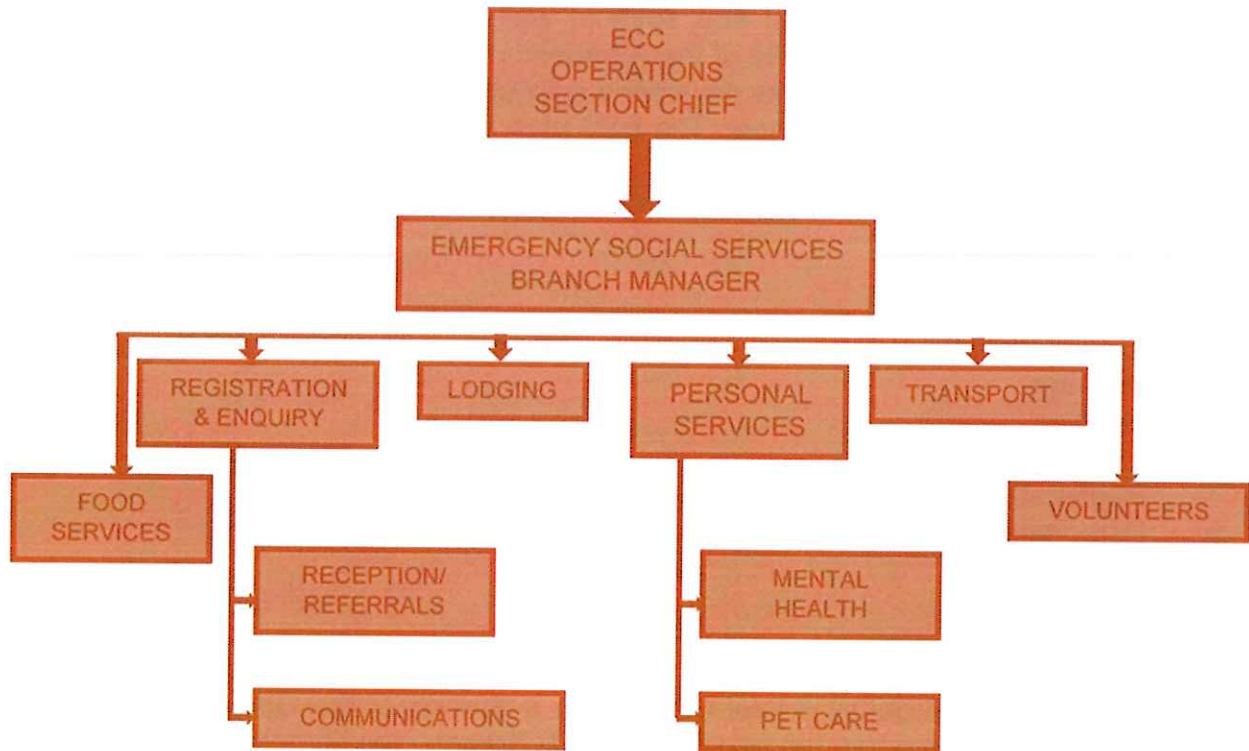 ECC
OPERATIONS
SECTION CHIEF
EMERGENCY SOCIAL SERVICES
BRANCH MANAGER
REGISTRATION
& ENQUIRY
LODGING
PERSONAL
SERVICES
TRANSPORT
FOOD
SERVICES
VOLUNTEERS
RECEPTION/
REFERRALS
MENTAL
HEALTH
COMMUNICATIONS
PET CARE